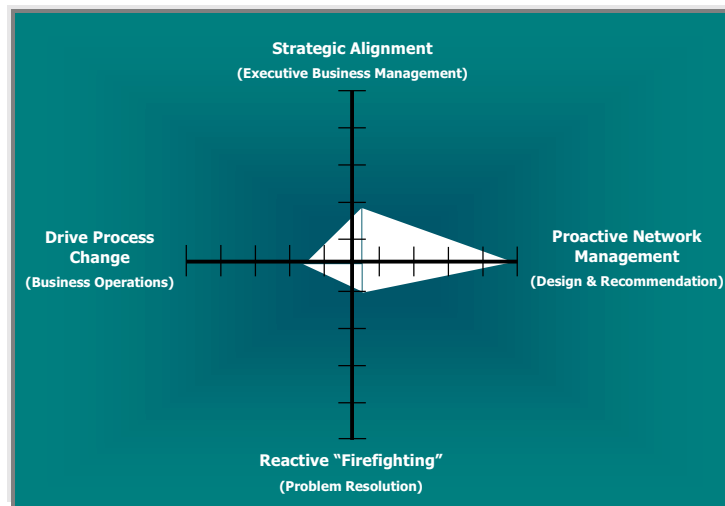 Strategic Alignment
(Executive Business Management)
Drive Process
Change
(Business Operations)
Proactive Network
Management
(Design & Recommendation)
Reactive “Firefighting”
(Problem Resolution)